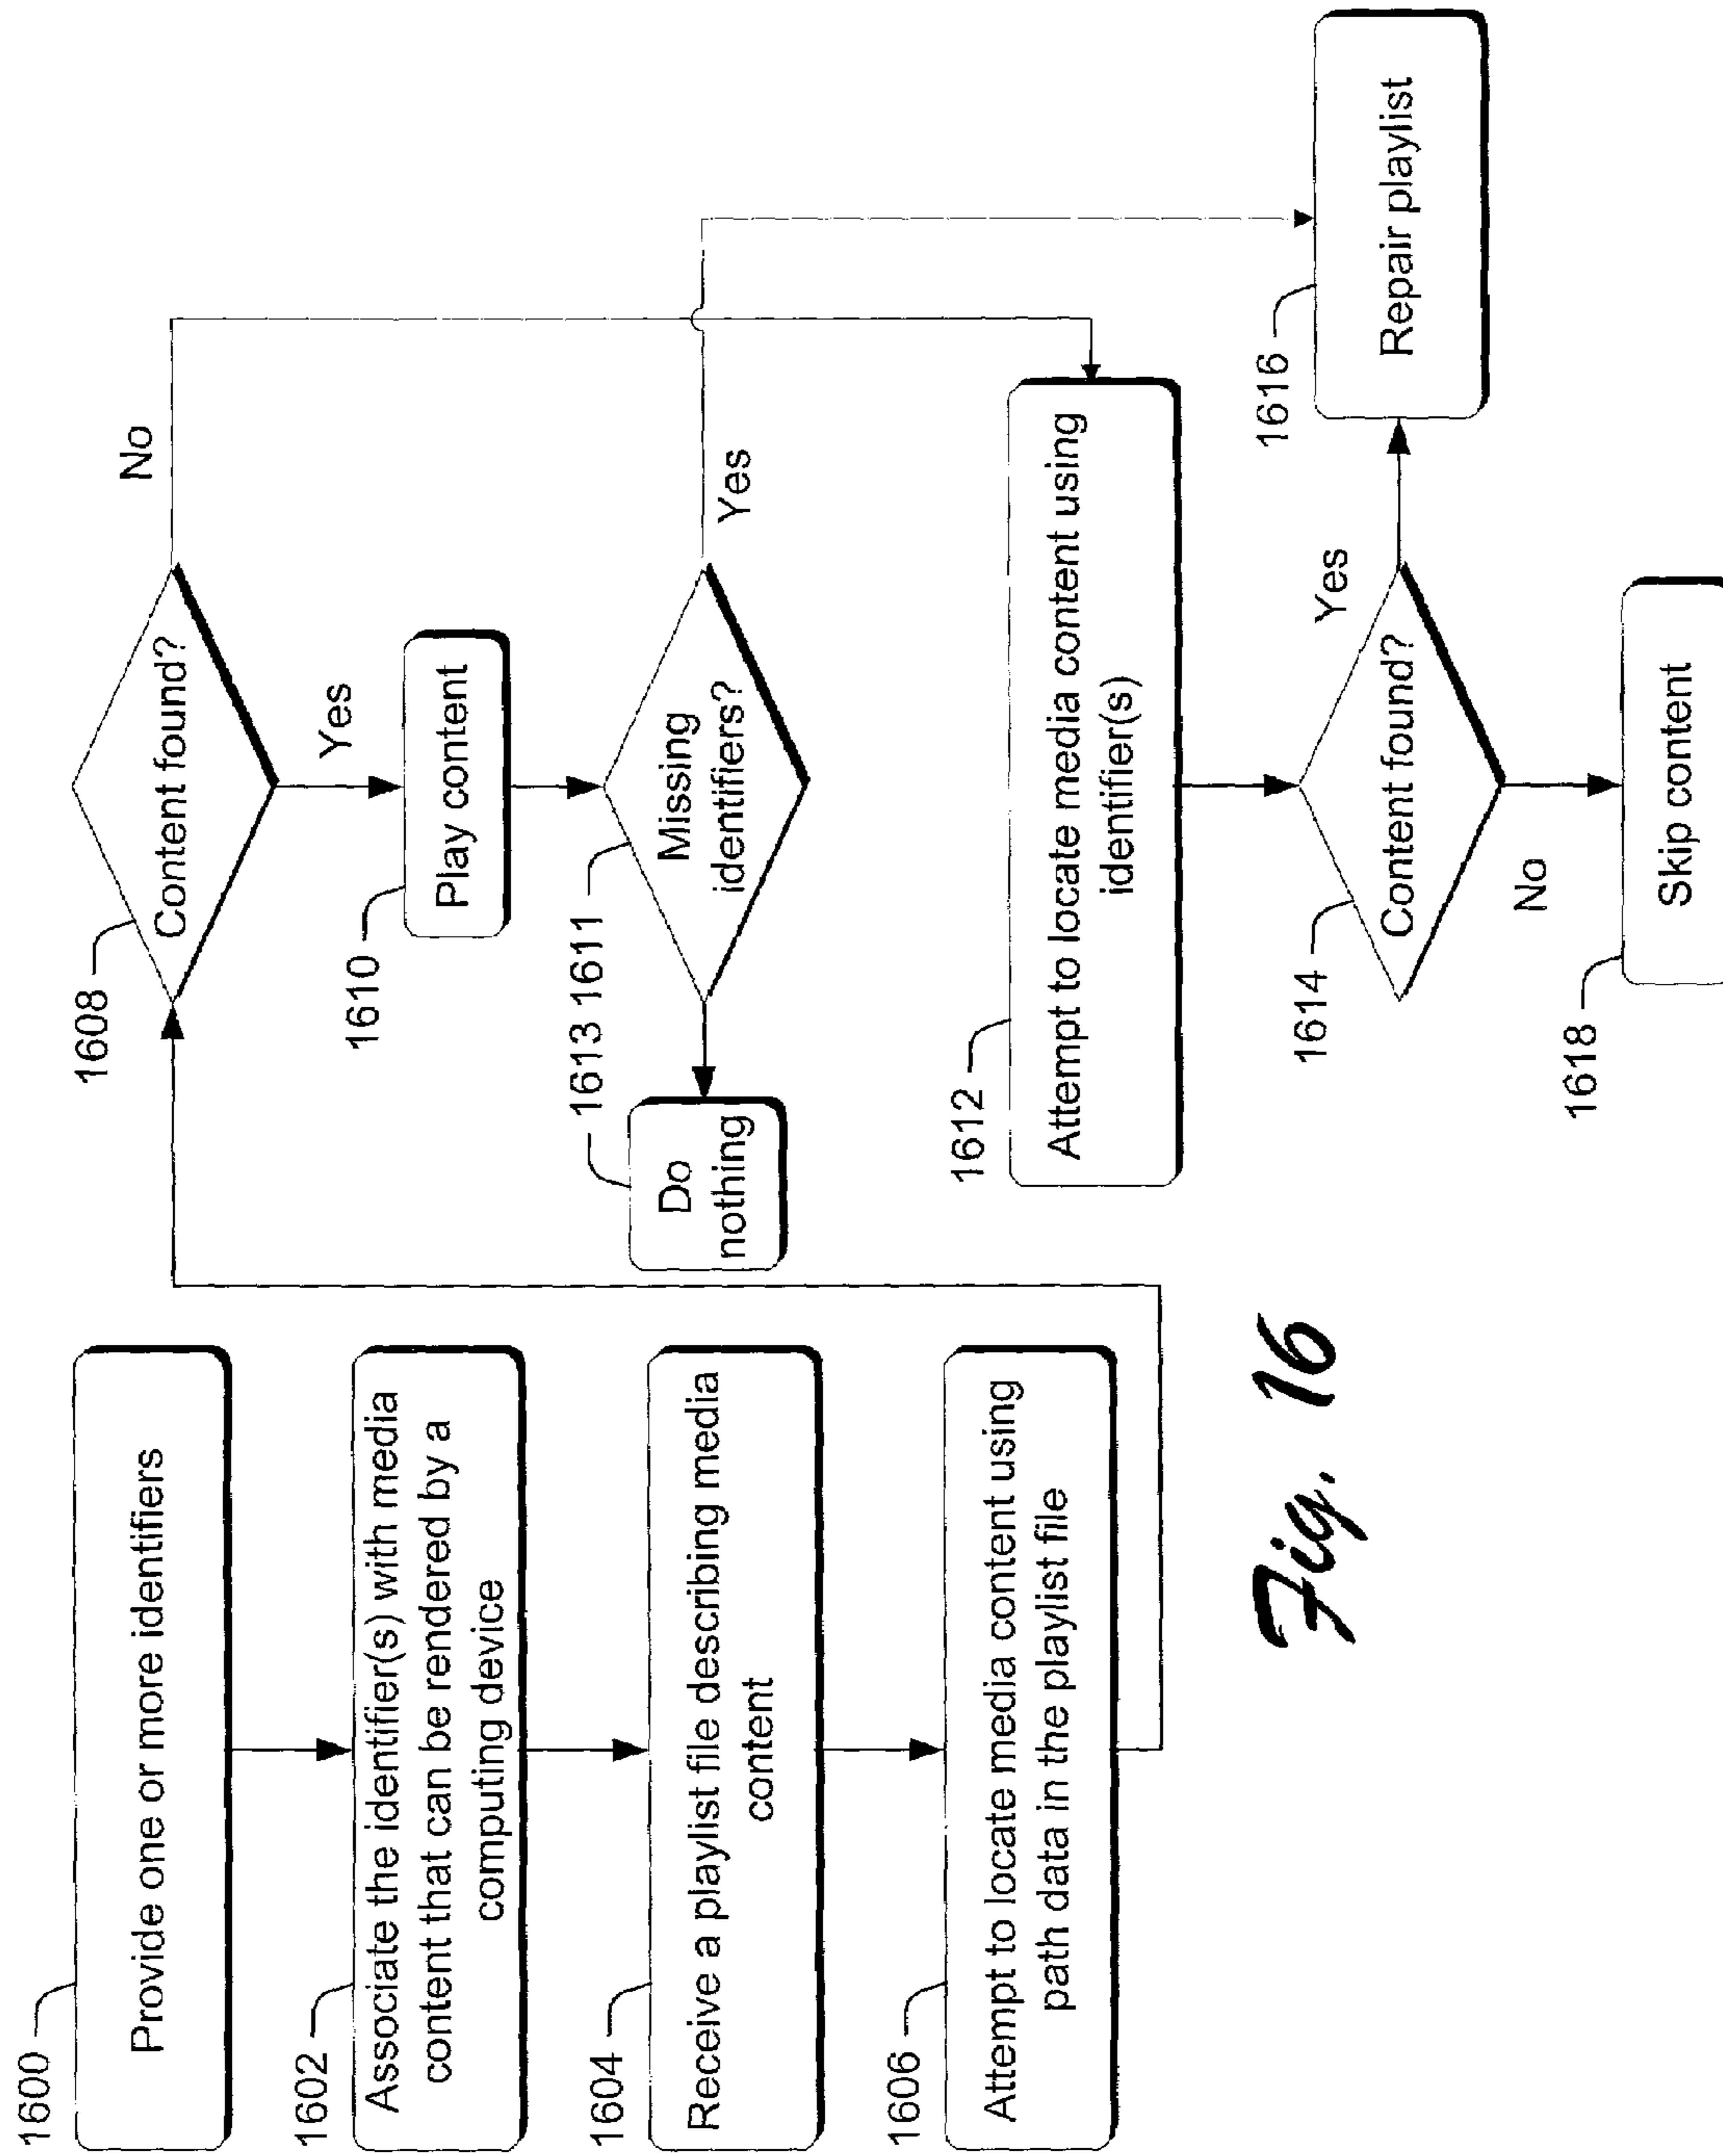 1600
Provide one or more identifiers
1602
Associate the identifier(s) with media
content that can be rendered by a
computing device
1604
Receive a playlist file describing media
content
1606
Attempt to locate media content using
path data in the playlist file
1608
Content found?
No
Yes
1610
Play content
1613
1611
Do
nothing
Missing
identifiers?
Yes
1612
Attempt to locate media content using
identifier(s)
1614
Content found?
Yes
1616
Repair playlist
No
1618
Skip content
Fig. 16